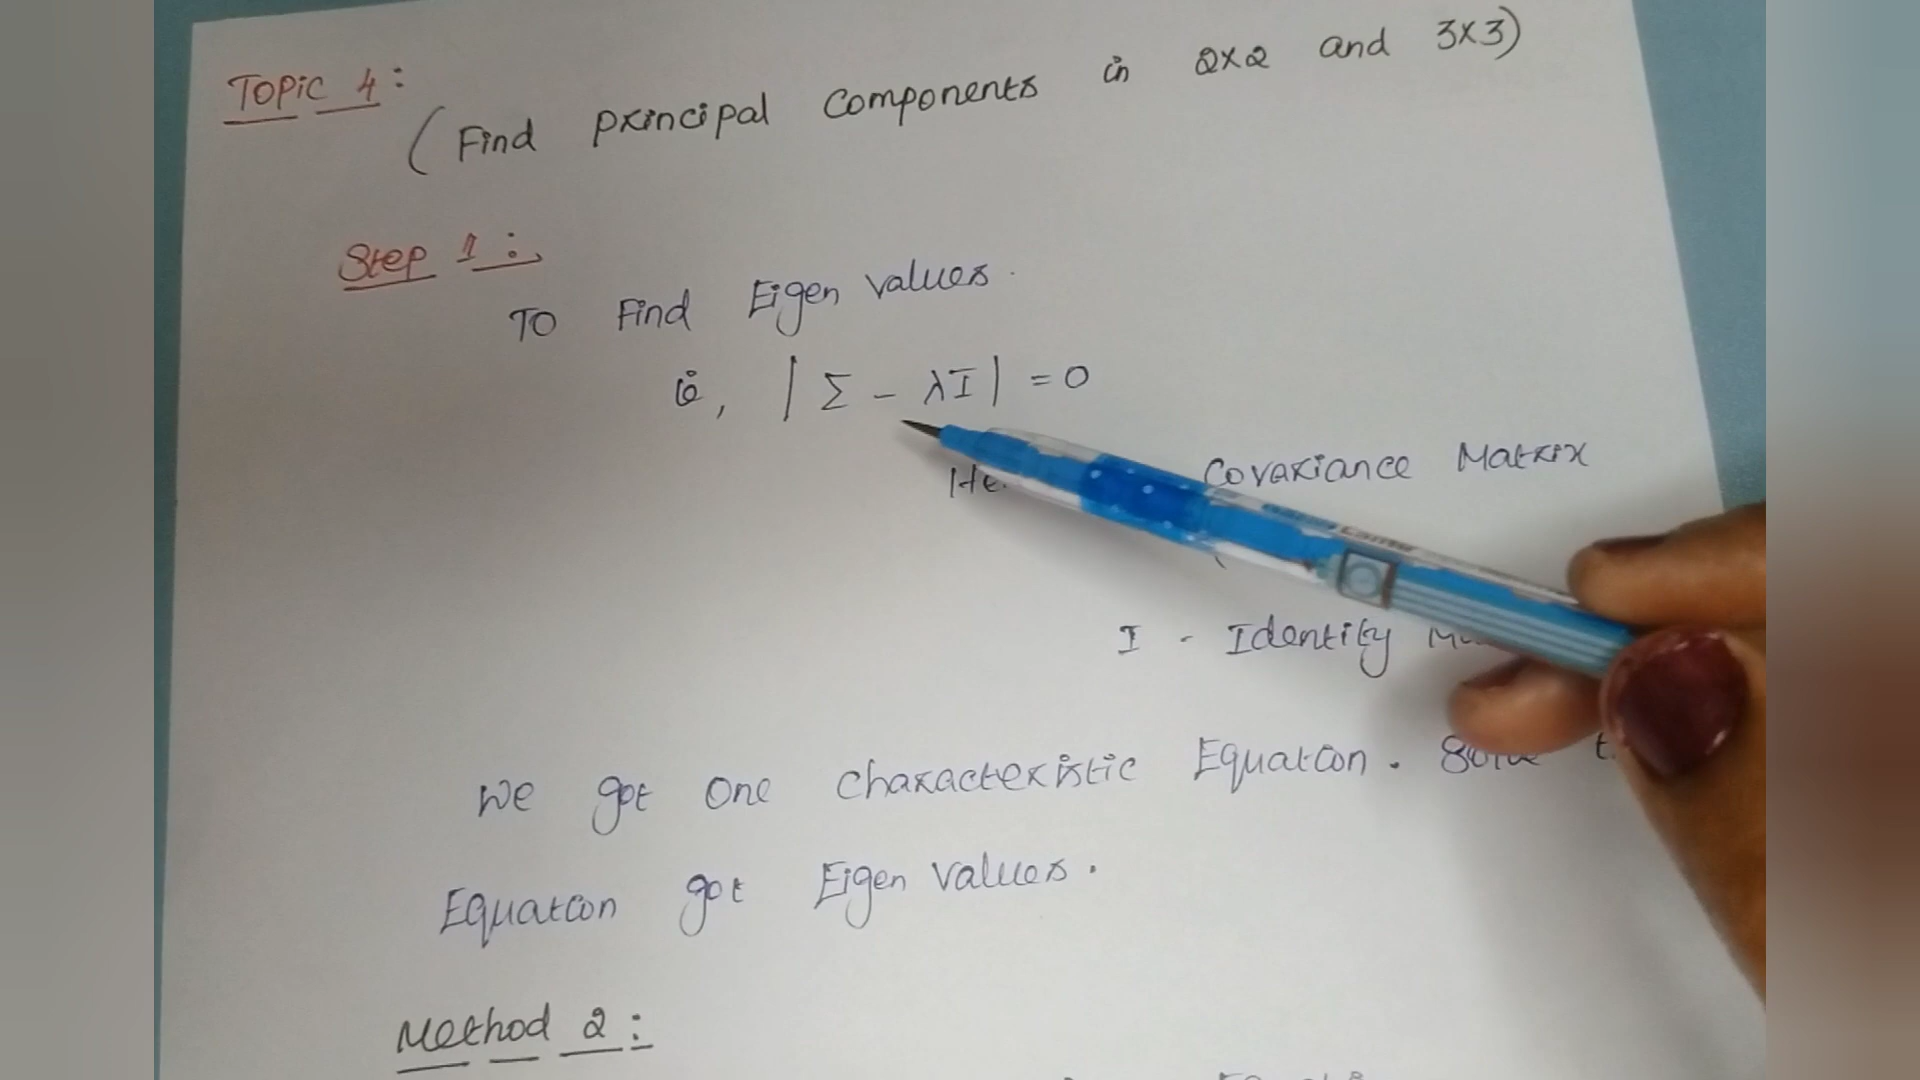 Topic 4:
(Find principal components in 2x2 and 3x3)
Step 1:
To Find Eigen values.
ie, | Σ - λI | = 0
Covariance Matrix
I - Identity
We got one characteristic Equation.
Equation got Eigen values.
Method 2: